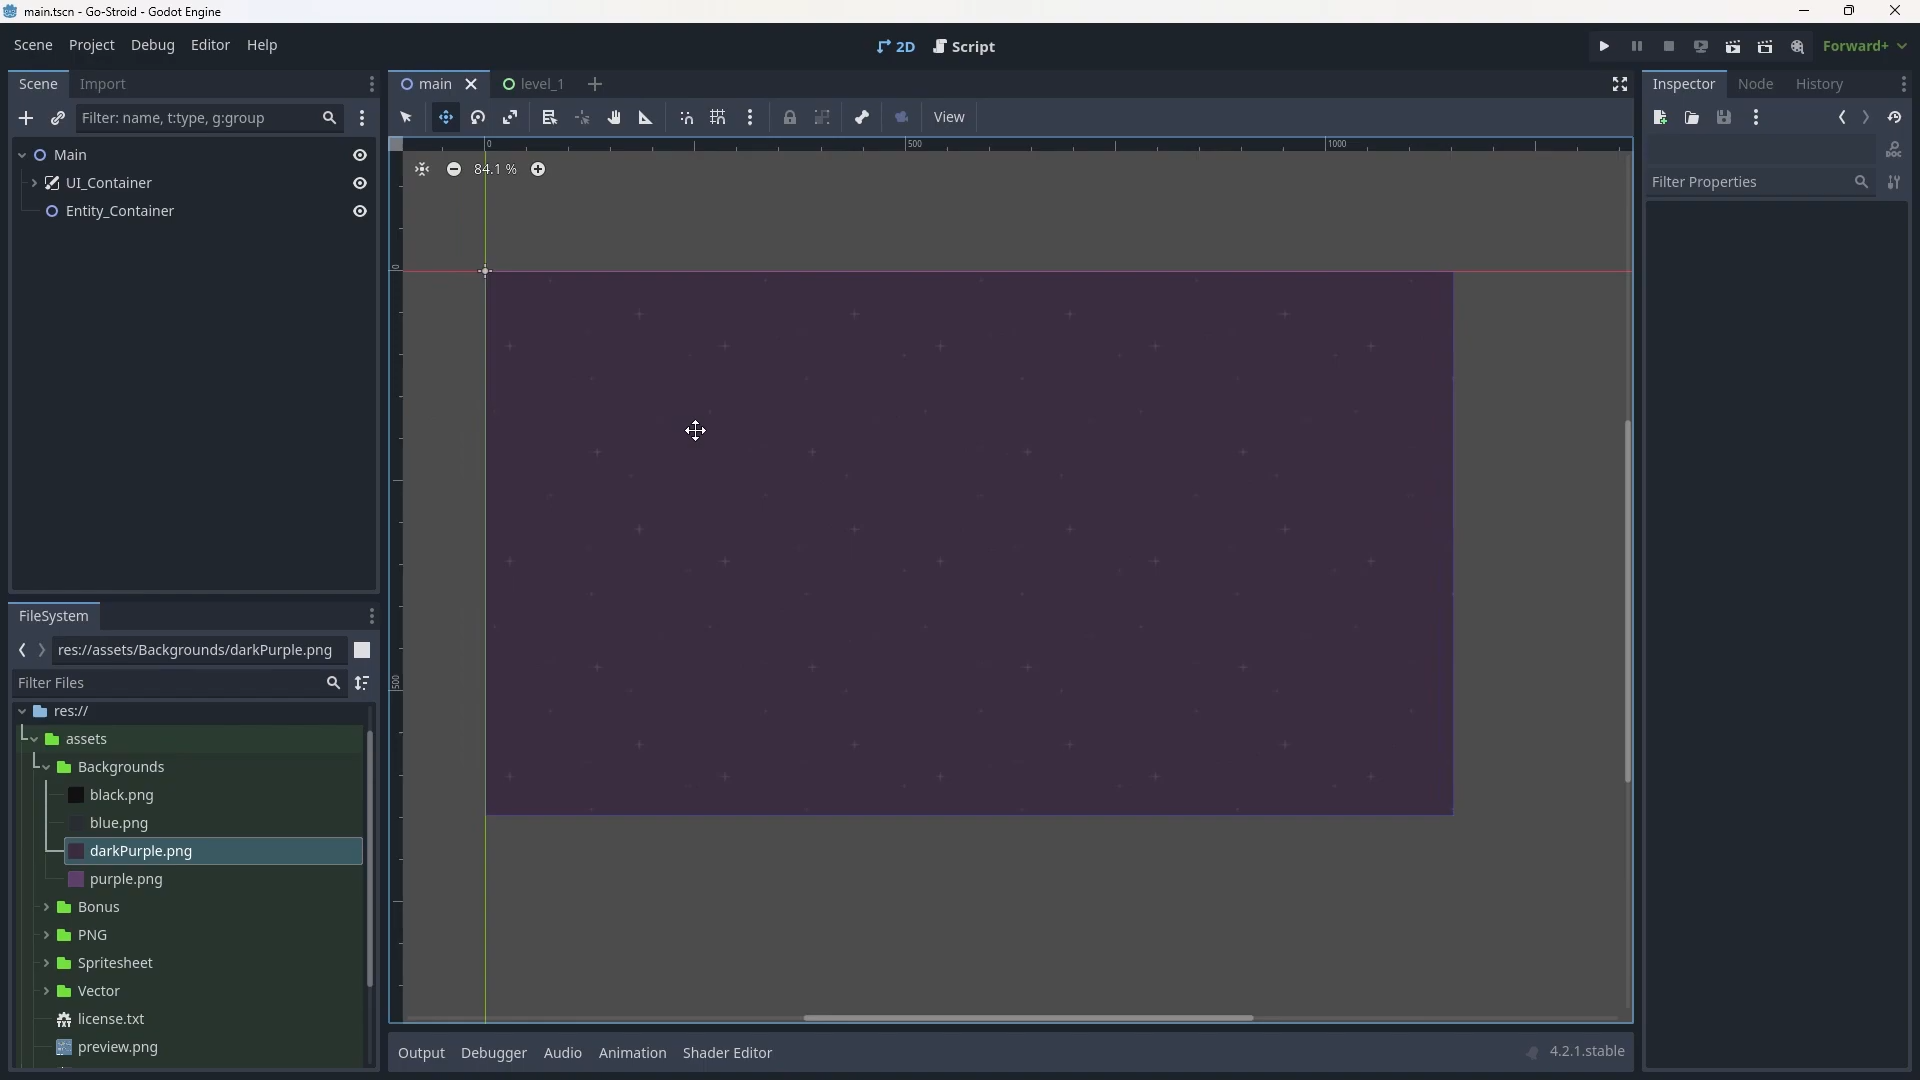 main.tscn - Go-Stroid - Godot Engine
Scene Project Debug Editor Help
2D Script
Forward+
Scene Import
main level_1
Inspector Node History
Filter: name, t:type, g:group
View
Main
UI_Container
Entity_Container
84.1 %
0
500
1000
0
500
DOC
Filter Properties
FileSystem
res://assets/Backgrounds/darkPurple.png
Filter Files
res://
assets
Backgrounds
black.png
blue.png
darkPurple.png
purple.png
Bonus
PNG
Spritesheet
Vector
license.txt
preview.png
Output Debugger Audio Animation Shader Editor
4.2.1.stable